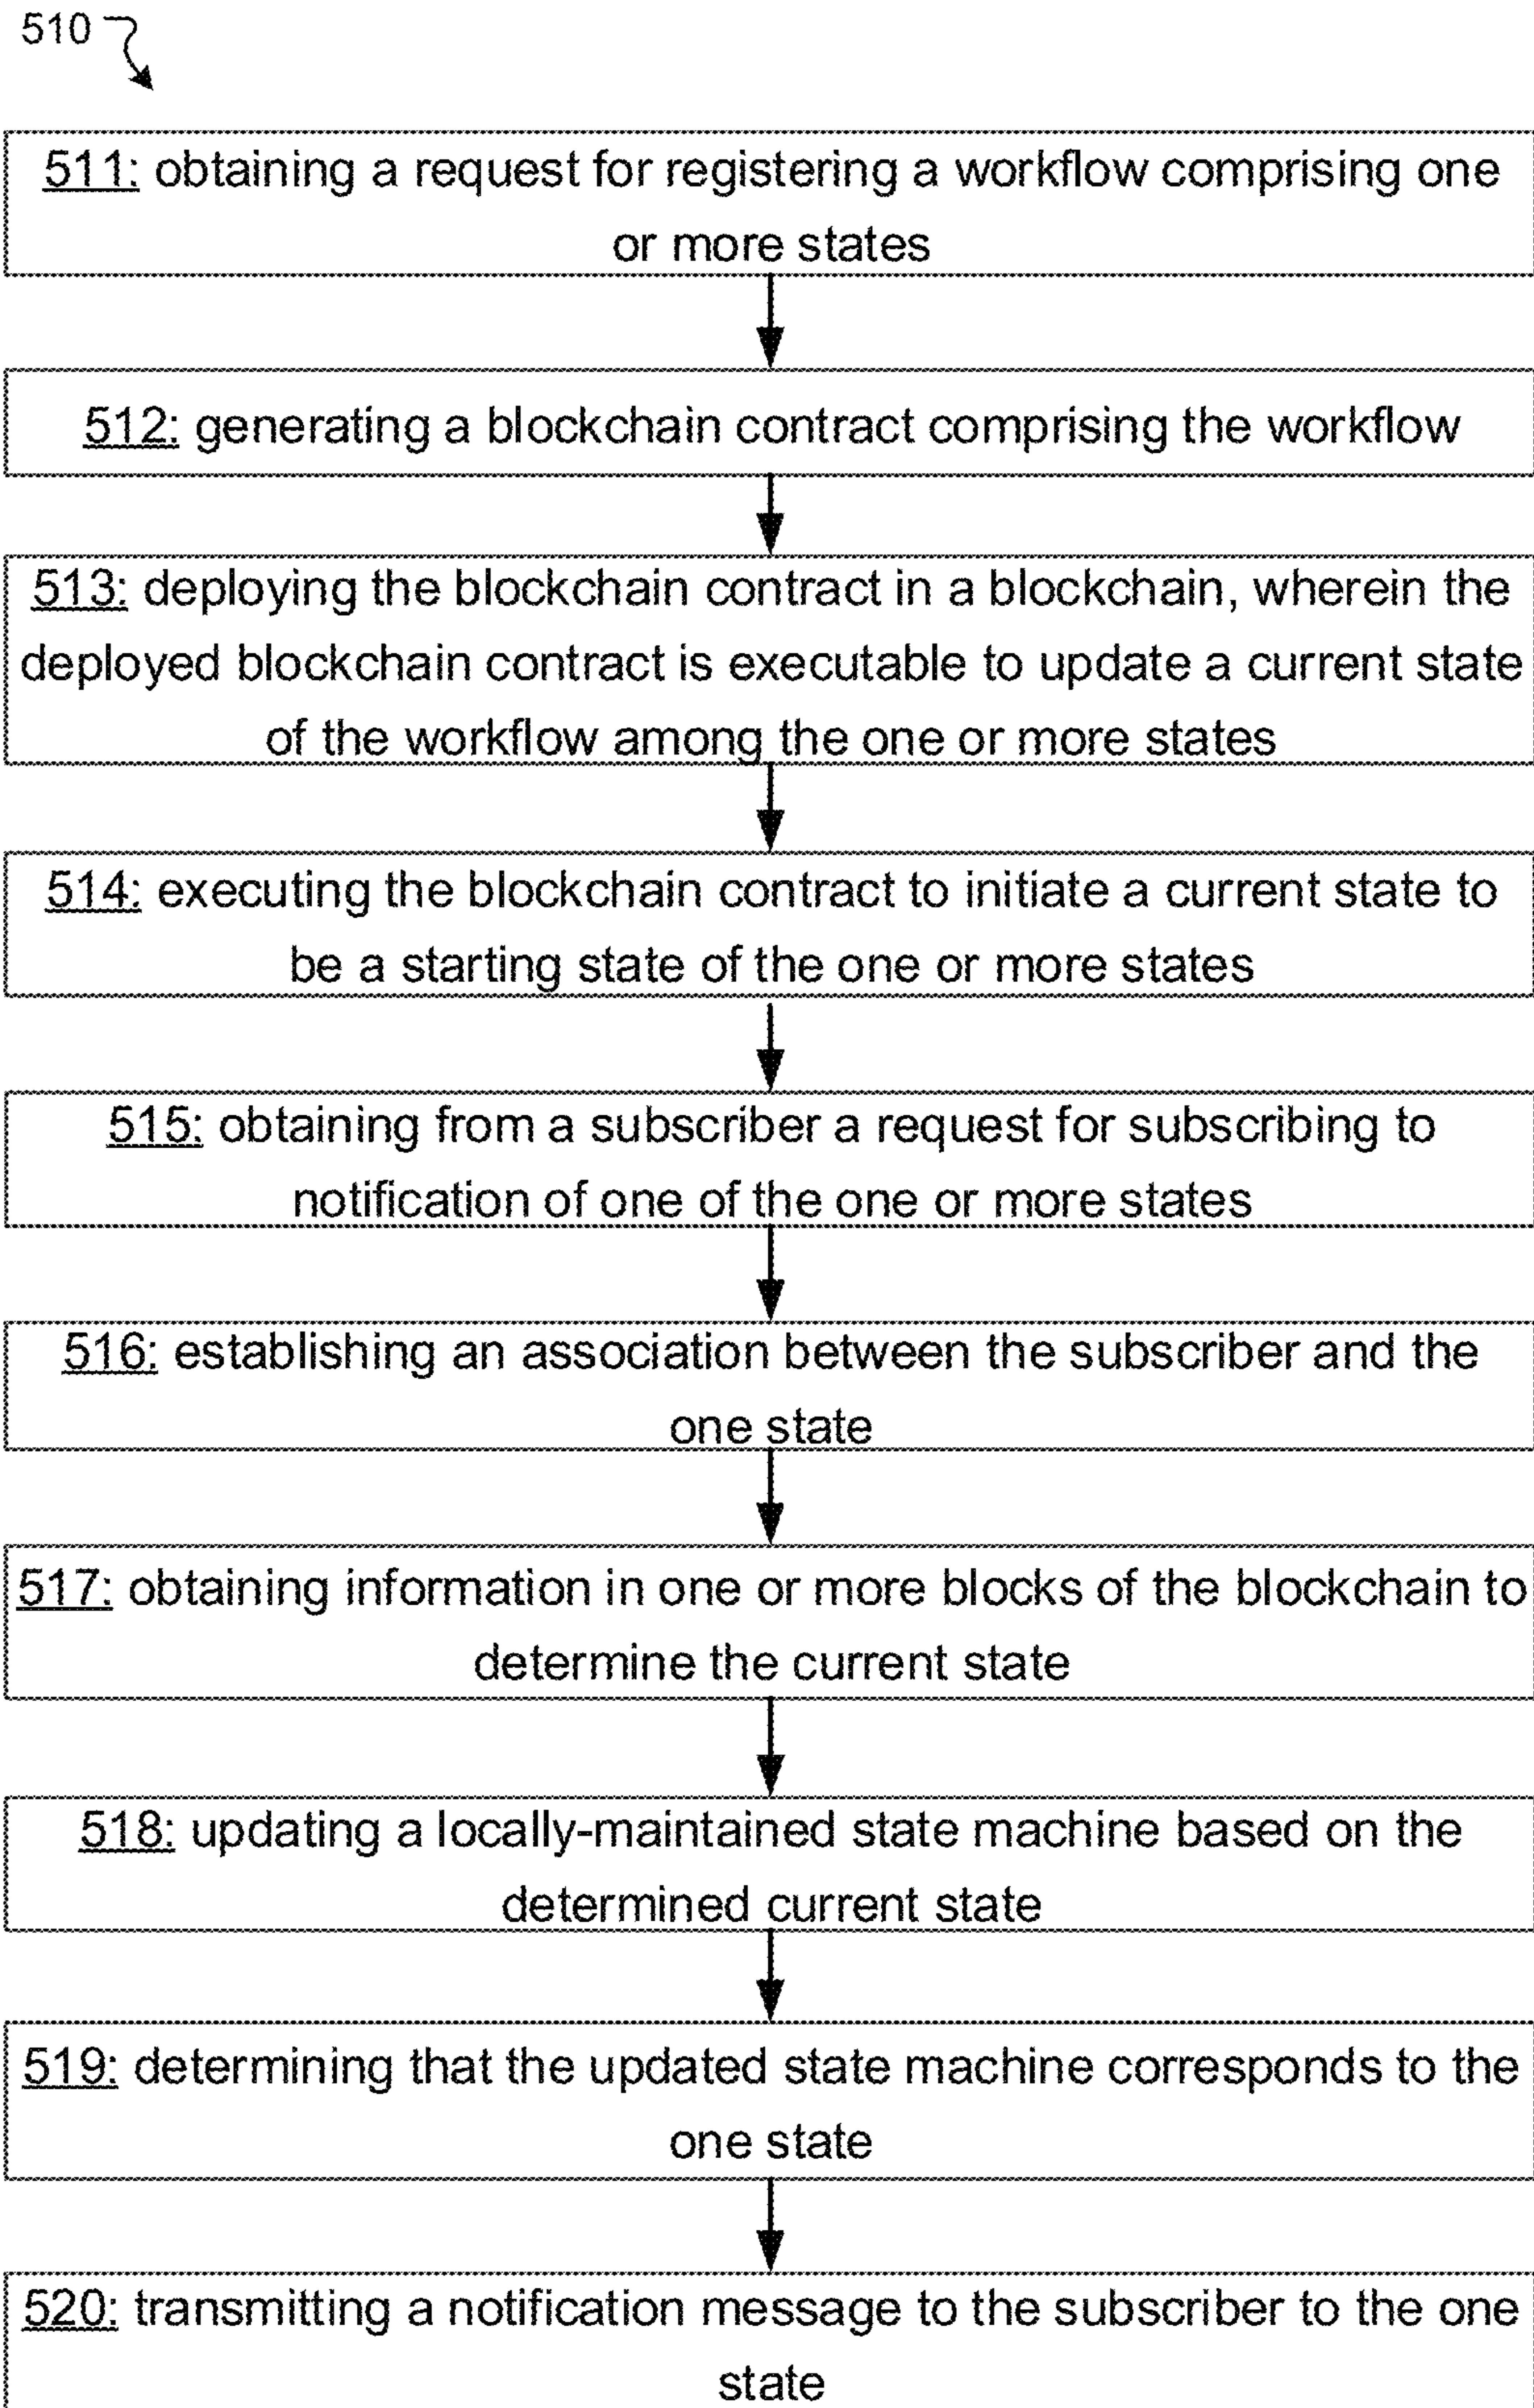 510
511: obtaining a request for registering a workflow comprising one
or more states
512: generating a blockchain contract comprising the workflow
513: deploying the blockchain contract in a blockchain, wherein the
deployed blockchain contract is executable to update a current state
of the workflow among the one or more states
514: executing the blockchain contract to initiate a current state to
be a starting state of the one or more states
515: obtaining from a subscriber a request for subscribing to
notification of one of the one or more states
516: establishing an association between the subscriber and the
one state
517: obtaining information in one or more blocks of the blockchain to
determine the current state
518: updating a locally-maintained state machine based on the
determined current state
519: determining that the updated state machine corresponds to the
one state
520: transmitting a notification message to the subscriber to the one
state